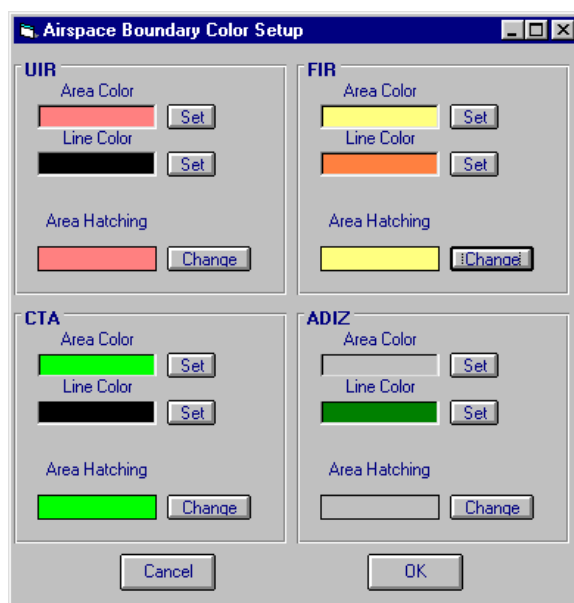 Airspace Boundary Color Setup
UIR
Area Color
Set
Line Color
Set
Area Hatching
Change
FIR
Area Color
Set
Line Color
Set
Area Hatching
Change
CTA
Area Color
Set
Line Color
Set
Area Hatching
Change
ADIZ
Area Color
Set
Line Color
Set
Area Hatching
Change
Cancel
OK